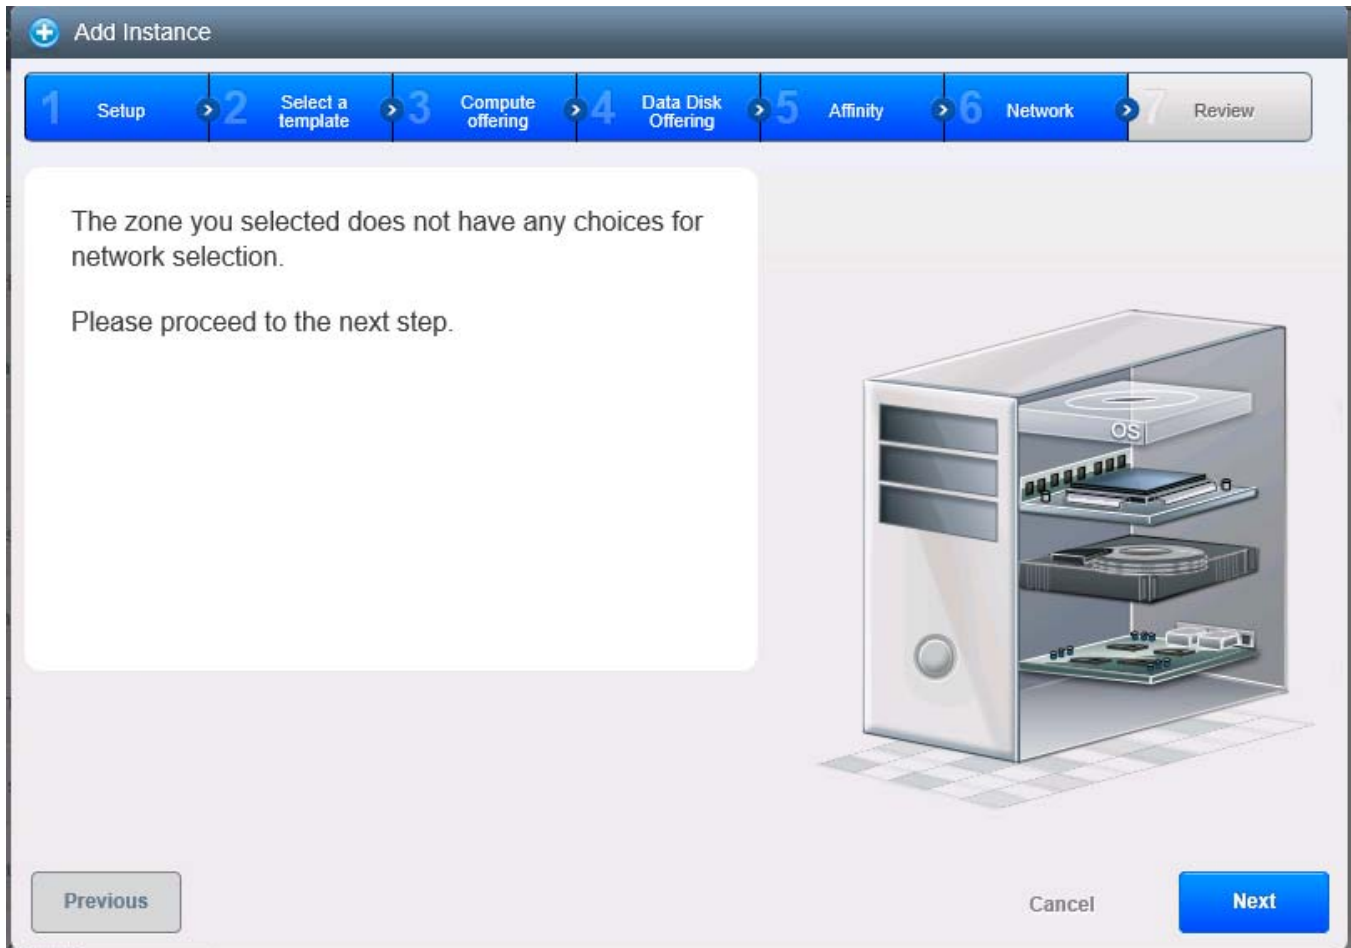 Add Instance
1 Setup
2 Select a
template
3 Compute
offering
4 Data Disk
Offering
5 Affinity
6 Network
7 Review
The zone you selected does not have any choices for
network selection.
Please proceed to the next step.
OS
Previous
Cancel
Next